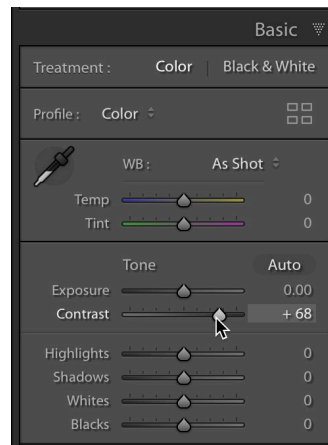 Basic
Treatment : Color | Black & White
Profile : Color
WB : As Shot
Temp 0
Tint 0
Tone Auto
Exposure 0.00
Contrast + 68
Highlights 0
Shadows 0
Whites 0
Blacks 0